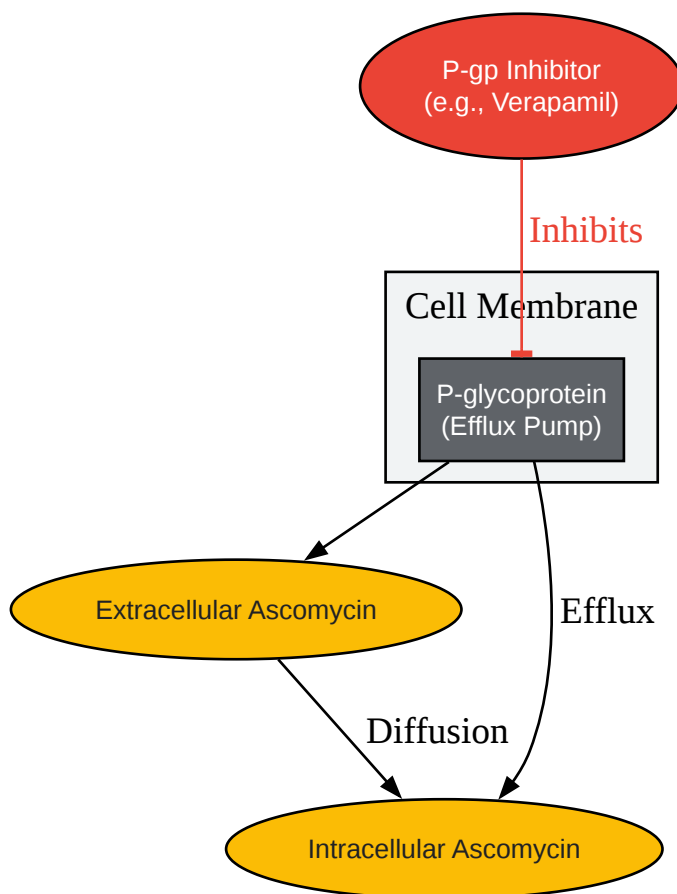 P-gp Inhibitor
(e.g., Verapamil)
Inhibits
Cell Membrane
P-glycoprotein
(Efflux Pump)
Extracellular Ascomycin
Efflux
Diffusion
Intracellular Ascomycin